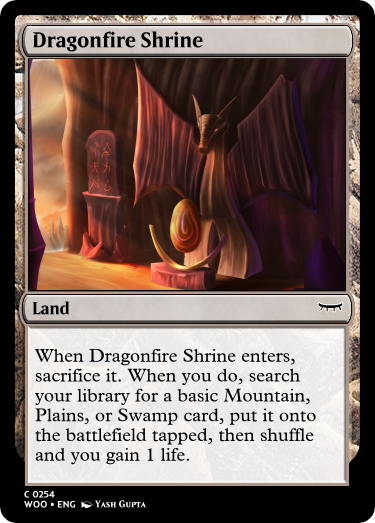 Dragonfire Shrine
Land
When Dragonfire Shrine enters,
sacrifice it. When you do, search
your library for a basic Mountain,
Plains, or Swamp card, put it onto
the battlefield tapped, then shuffle
and you gain 1 life.
C 0254
WOO • ENG Yash Gupta